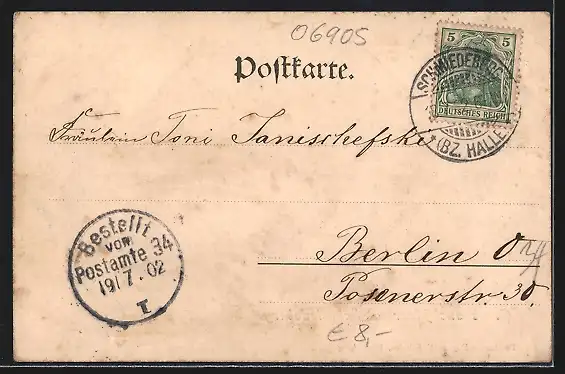 06905
5 5
DEUTSCHES REICH
SCHMIEDEBERG
(BZ. HALLE)
Postkarte.
Fräulein Toni Janischefski
Bestellt
vom
Postamte 34
19/7.02
I
Berlin O
Posenerstr. 30.
€ 8,-